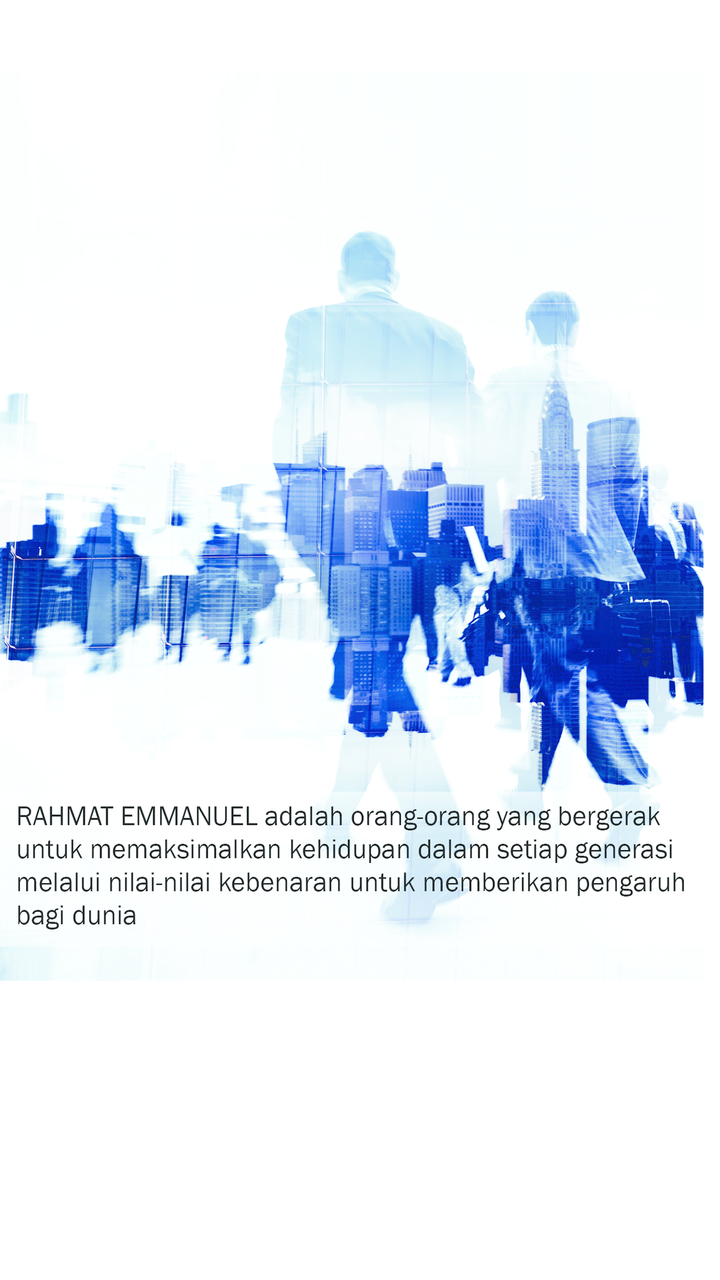 RAHMAT EMMANUEL adalah orang-orang yang bergerak
untuk memaksimalkan kehidupan dalam setiap generasi
melalui nilai-nilai kebenaran untuk memberikan pengaruh
bagi dunia